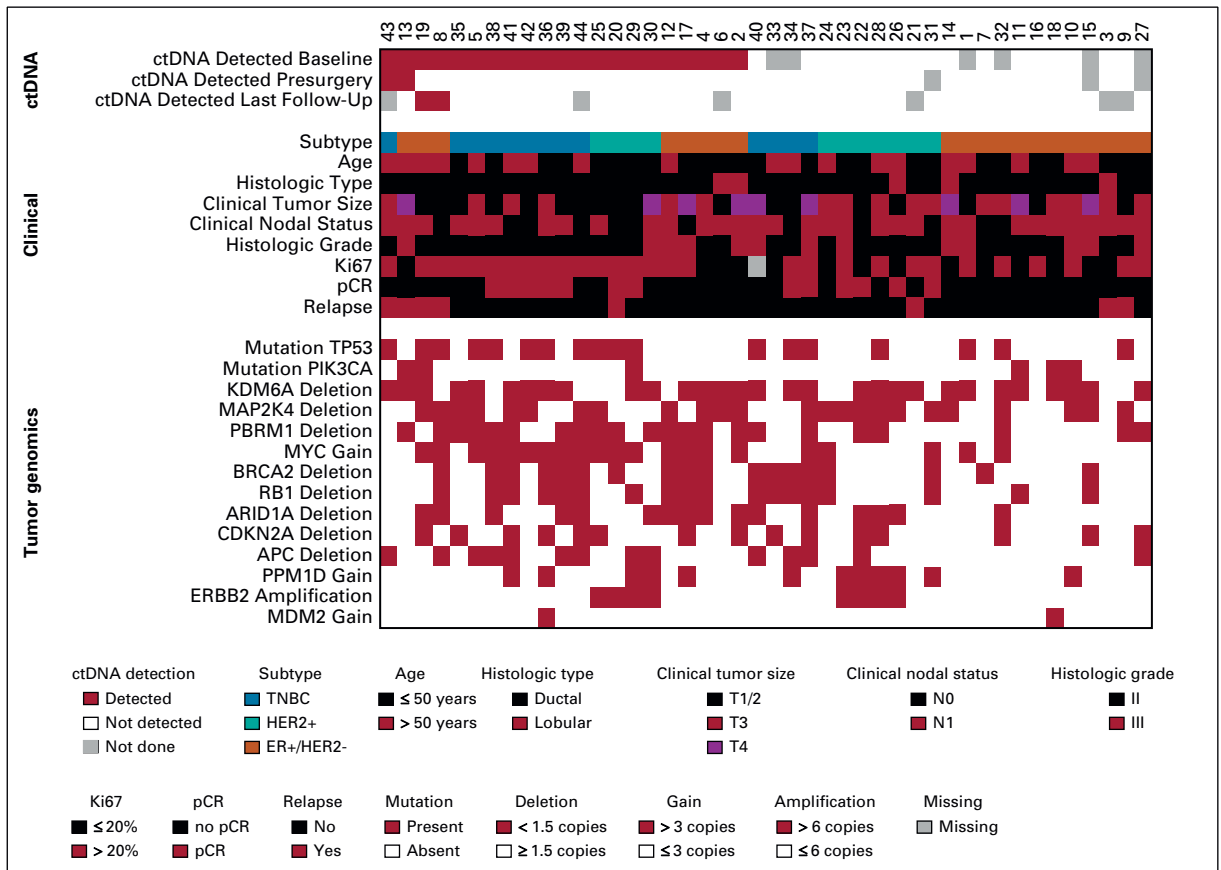 43 13 19 8 35 5 38 41 42 36 39 44 25 20 29 30 12 17 4 6 2 40 33 34 37 24 23 22 28 26 21 31 14 1 7 32 11 16 18 10 15 3 9 27
ctDNA
ctDNA Detected Baseline
ctDNA Detected Presurgery
ctDNA Detected Last Follow-Up
Clinical
Subtype
Age
Histologic Type
Clinical Tumor Size
Clinical Nodal Status
Histologic Grade
Ki67
pCR
Relapse
Tumor genomics
Mutation TP53
Mutation PIK3CA
KDM6A Deletion
MAP2K4 Deletion
PBRM1 Deletion
MYC Gain
BRCA2 Deletion
RB1 Deletion
ARID1A Deletion
CDKN2A Deletion
APC Deletion
PPM1D Gain
ERBB2 Amplification
MDM2 Gain
ctDNA detection Subtype Age Histologic type Clinical tumor size Clinical nodal status Histologic grade
Detected TNBC ≤ 50 years Ductal T1/2 N0 II
Not detected HER2+ > 50 years Lobular T3 N1 III
Not done ER+/HER2- T4
Ki67 pCR Relapse Mutation Deletion Gain Amplification Missing
≤ 20% no pCR No Present < 1.5 copies > 3 copies > 6 copies Missing
> 20% pCR Yes Absent ≥ 1.5 copies ≤ 3 copies ≤ 6 copies